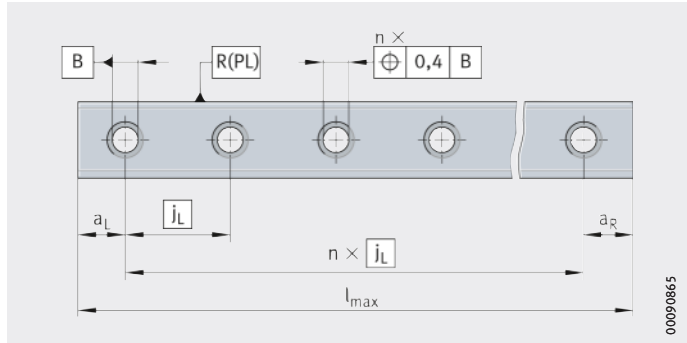 n ×
B
R(PL)
⌖ 0,4 B
a_L
j_L
a_R
n × j_L
l_max
00090865